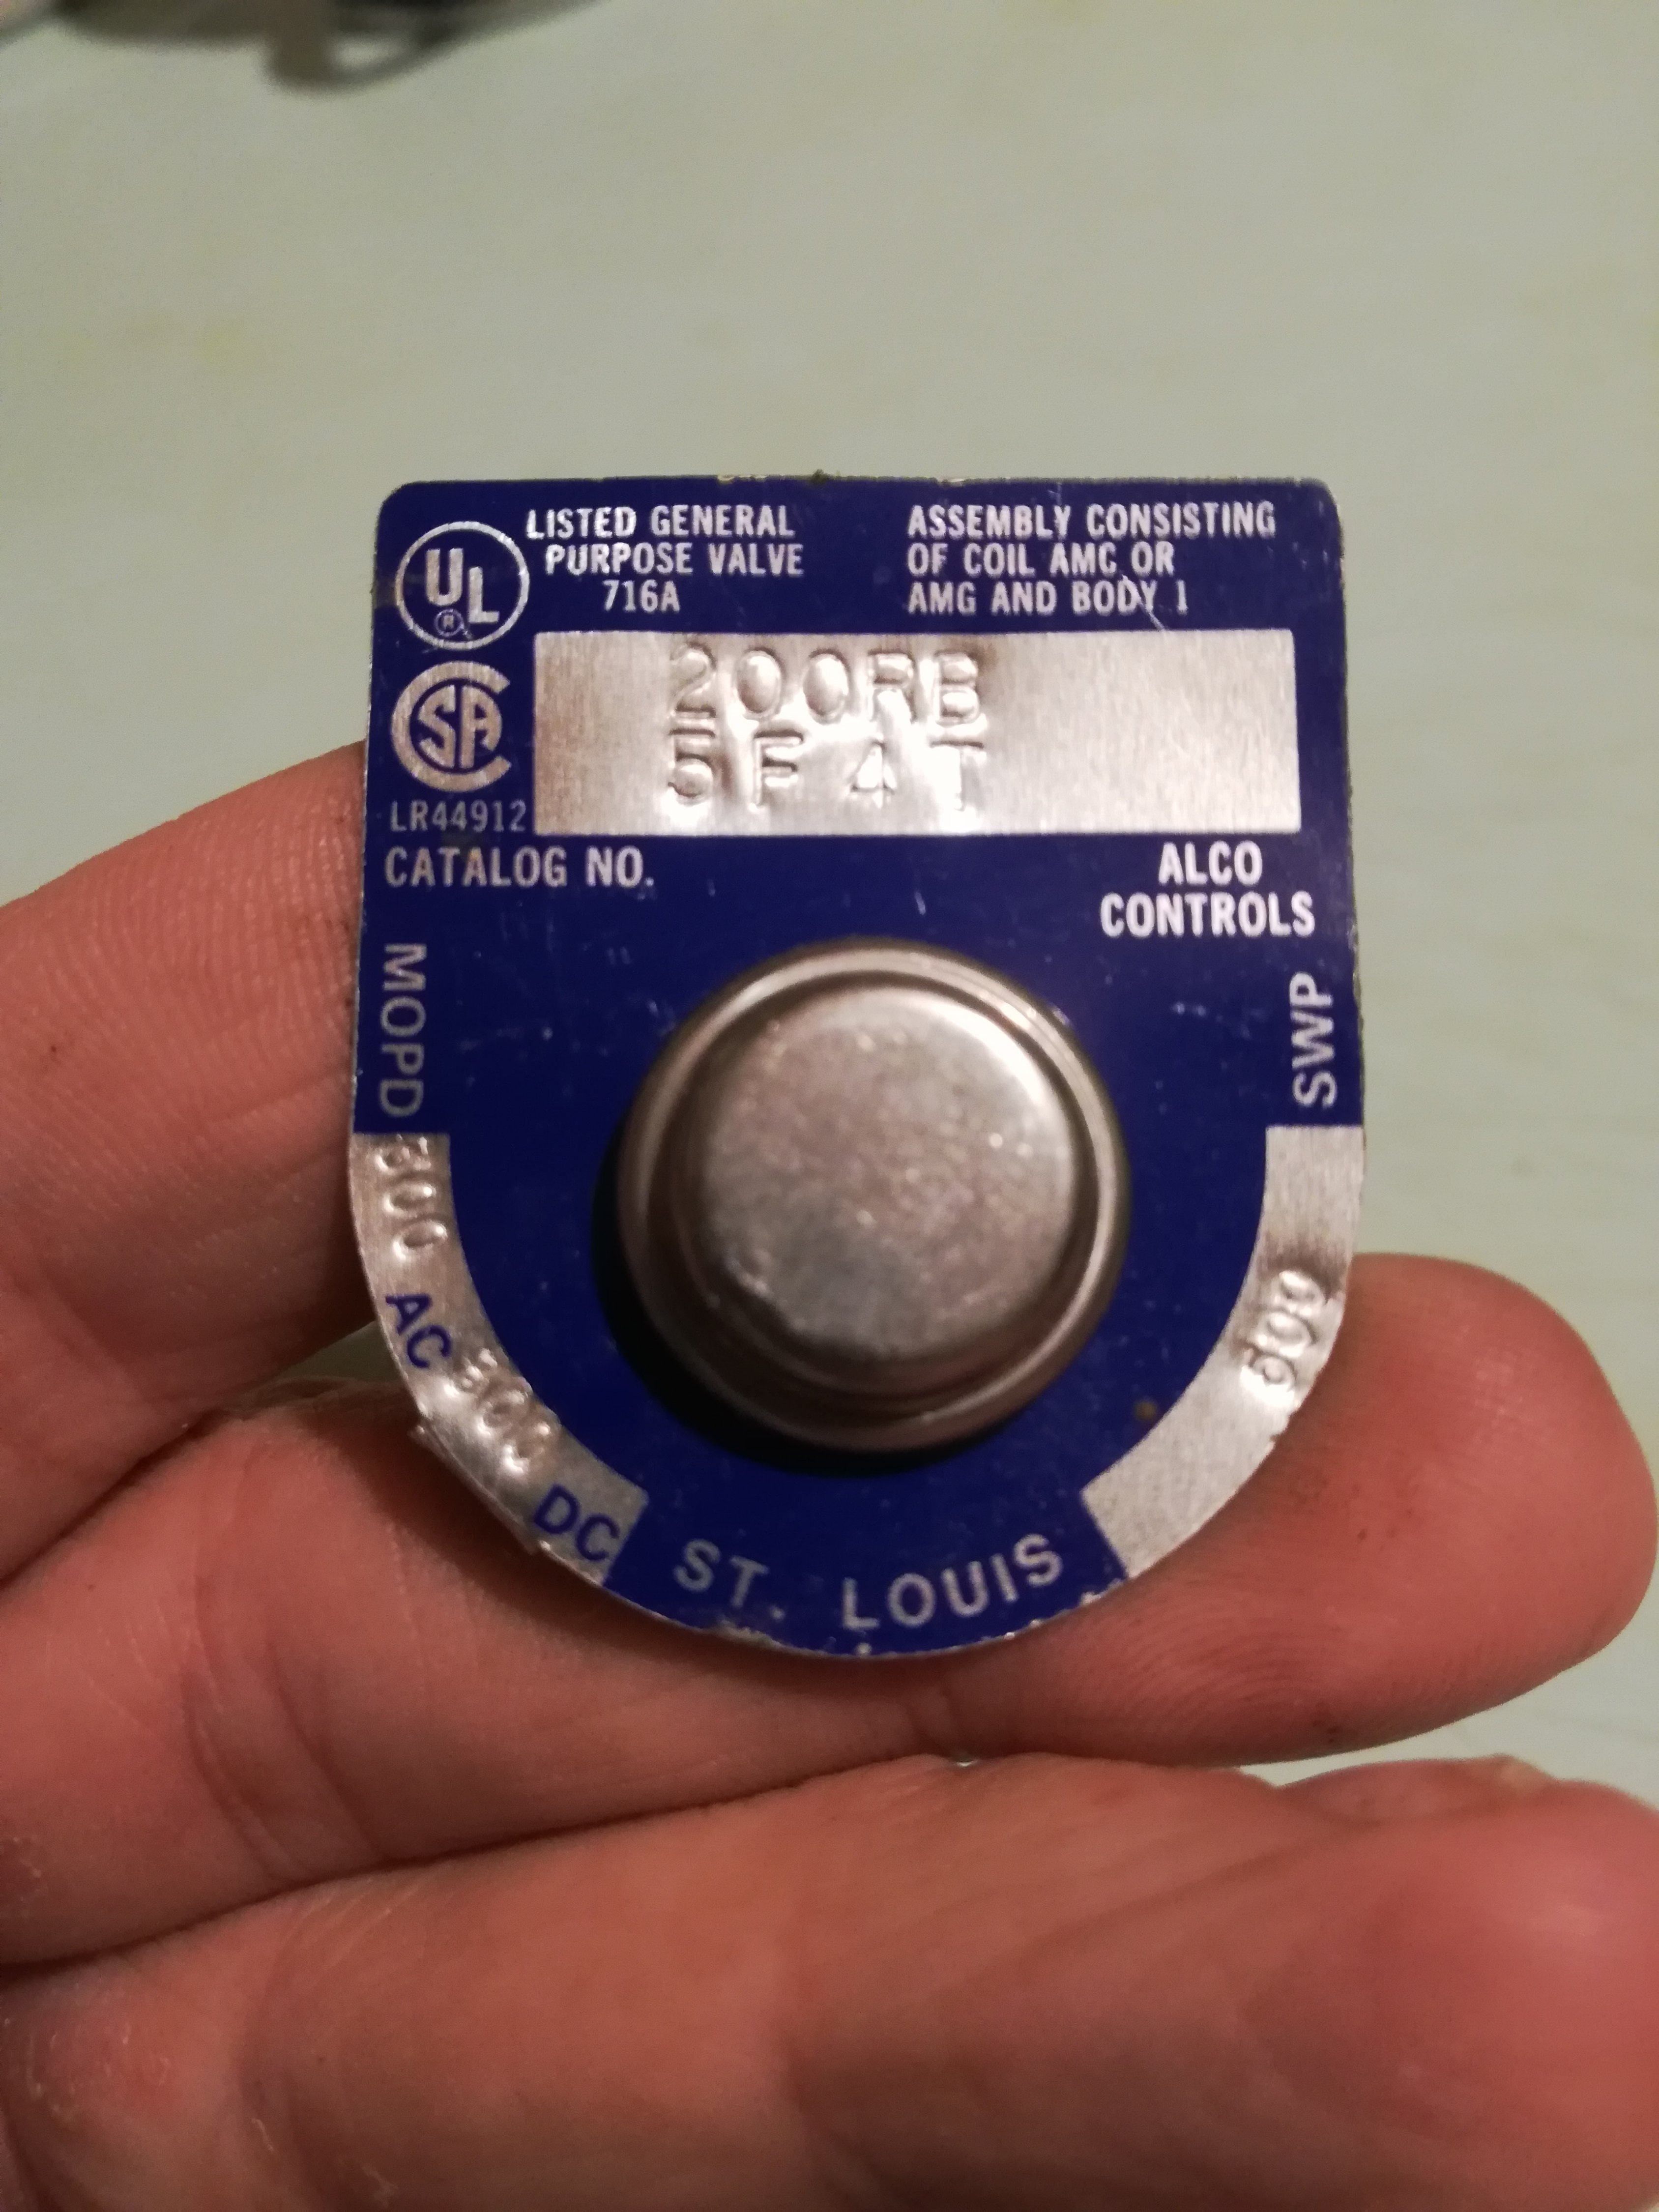 UL
®
LISTED GENERAL
PURPOSE VALVE
716A
ASSEMBLY CONSISTING
OF COIL AMC OR
AMG AND BODY 1
SA
LR44912
200RB
5F4T
CATALOG NO.
ALCO
CONTROLS
MOPD
300 AC 300 DC
SWP
500
ST. LOUIS